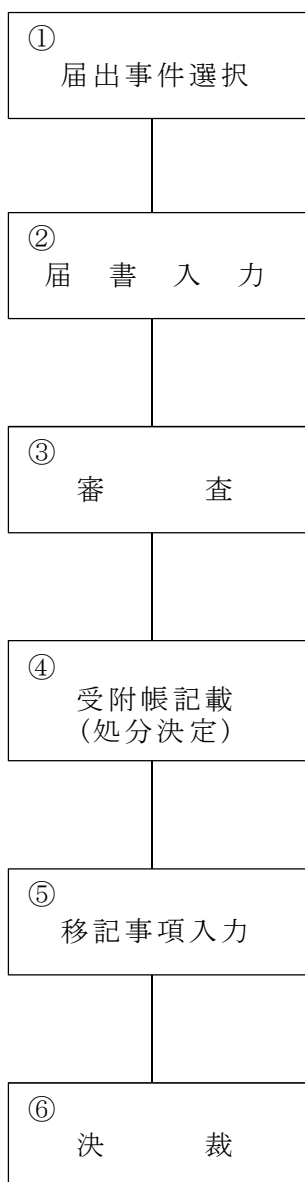 ①
届出事件選択
②
届書入力
③
審査
④
受附帳記載
(処分決定)
⑤
移記事項入力
⑥
決裁